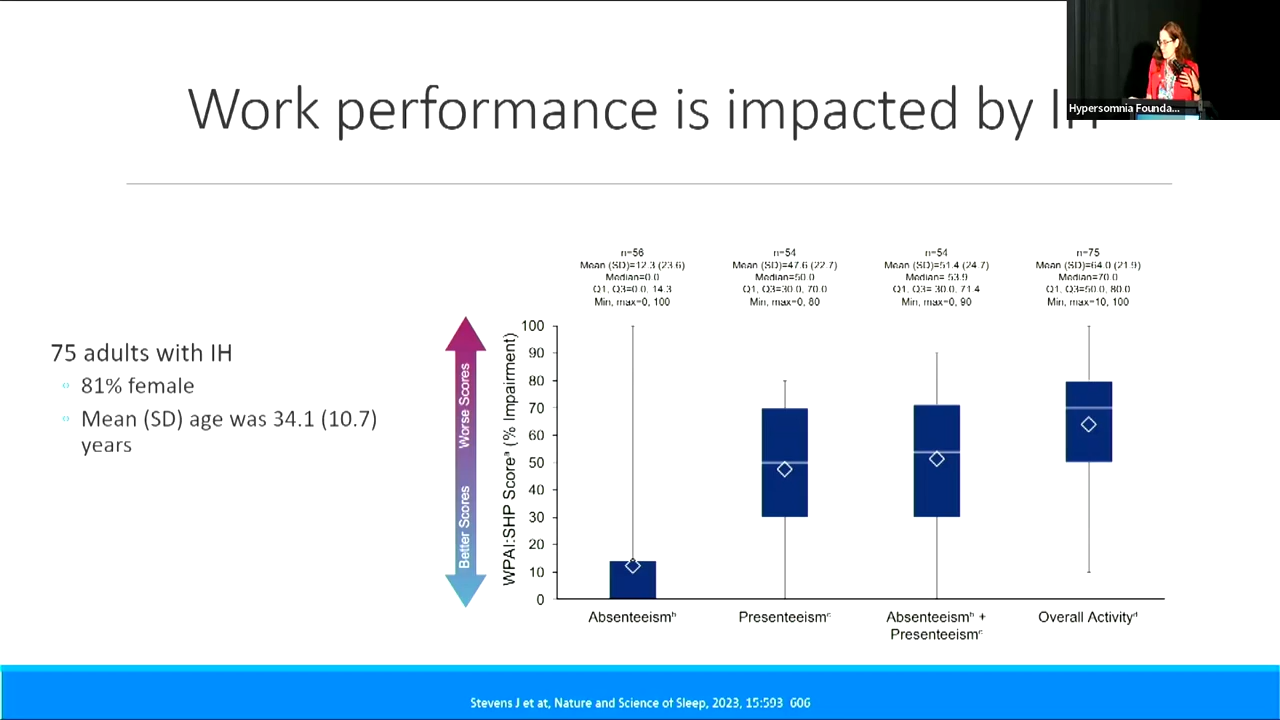 Work performance is impacted by IH
Hypersomnia Founda...
n=56
Mean (SD)=12.3 (23.6)
Median=0.0
Q1, Q3=0.0, 14.3
Min, max=0, 100
n=54
Mean (SD)=47.6 (22.7)
Median=50.0
Q1, Q3=30.0, 70.0
Min, max=0, 80
n=54
Mean (SD)=51.4 (24.7)
Median= 53.9
Q1, Q3= 30.0, 71.4
Min, max=0, 90
n=75
Mean (SD)=64.0 (21.9)
Median=70.0
Q1, Q3=50.0, 80.0
Min, max=10, 100
75 adults with IH
81% female
Mean (SD) age was 34.1 (10.7)
years
Worse Scores
Better Scores
WPAI:SHP Scoreᵃ (% Impairment)
100
90
80
70
60
50
40
30
20
10
0
Absenteeismᵇ
Presenteeismᶜ
Absenteeismᵇ +
Presenteeismᶜ
Overall Activityᵈ
Stevens J et at, Nature and Science of Sleep, 2023, 15:593 606